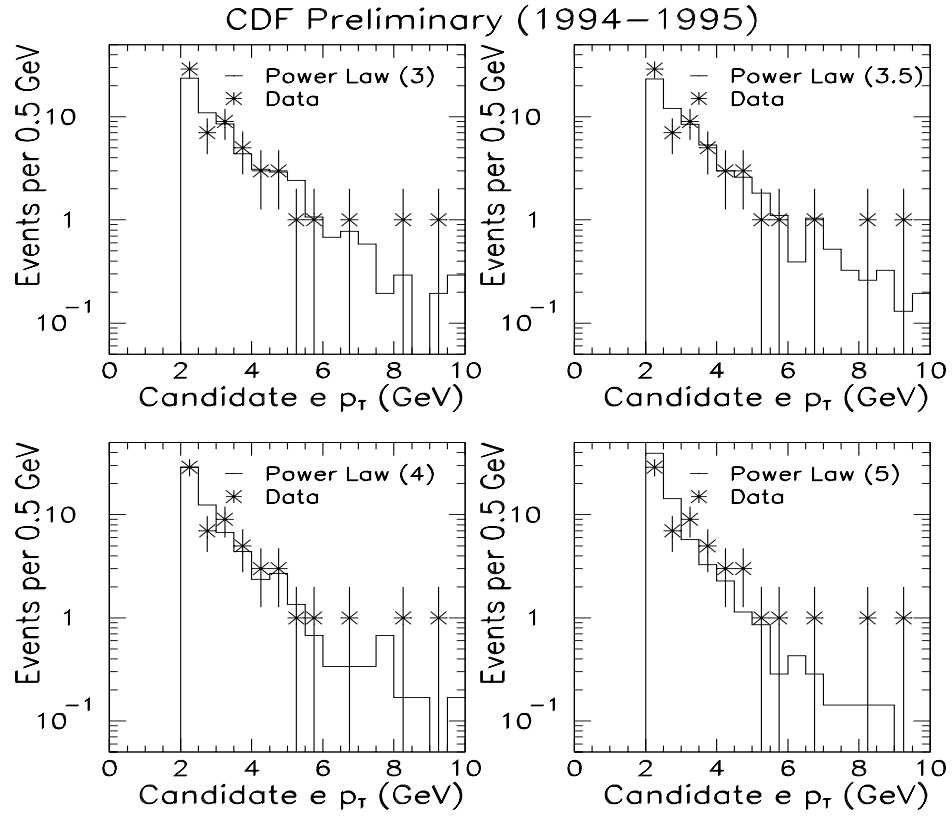 CDF Preliminary (1994-1995)
Events per 0.5 GeV
10
1
10⁻¹
Power Law (3)
Data
0 2 4 6 8 10
Candidate e pT (GeV)
Events per 0.5 GeV
10
1
10⁻¹
Power Law (3.5)
Data
0 2 4 6 8 10
Candidate e pT (GeV)
Events per 0.5 GeV
10
1
10⁻¹
Power Law (4)
Data
0 2 4 6 8 10
Candidate e pT (GeV)
Events per 0.5 GeV
10
1
10⁻¹
Power Law (5)
Data
0 2 4 6 8 10
Candidate e pT (GeV)